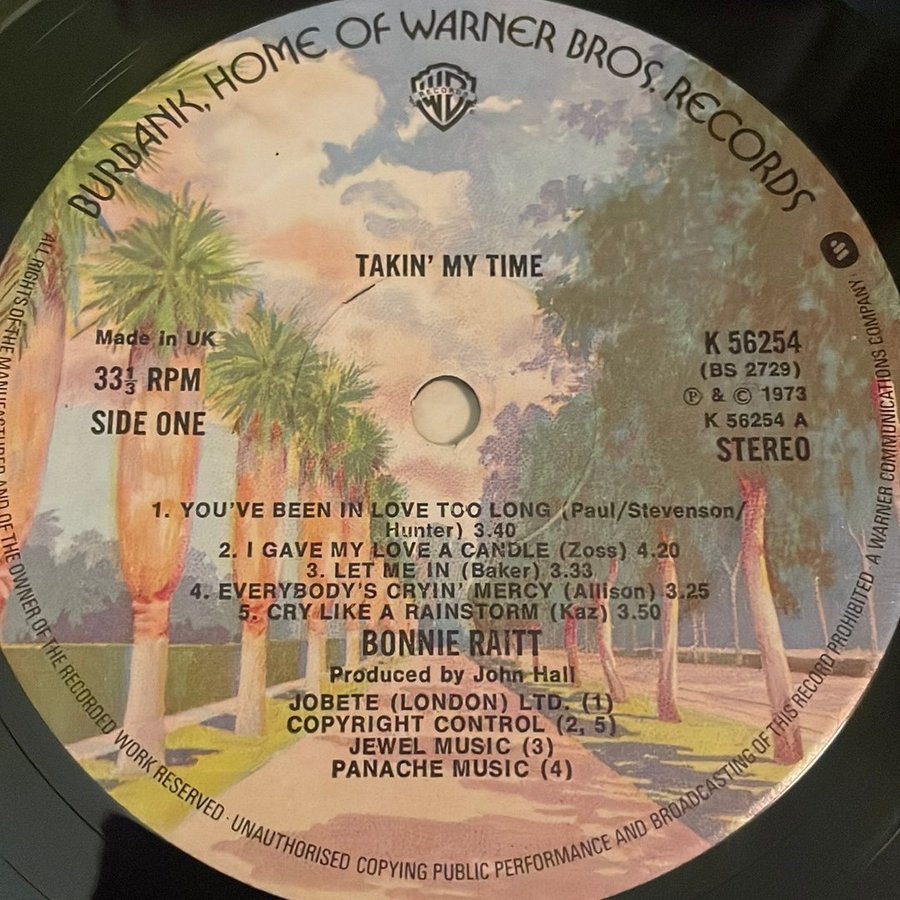 BURBANK, HOME OF WARNER BROS. RECORDS
WB
RECORDS
TAKIN' MY TIME
Made in UK
33⅓ RPM
SIDE ONE
K 56254
(BS 2729)
℗ & © 1973
K 56254 A
STEREO
1. YOU'VE BEEN IN LOVE TOO LONG (Paul/Stevenson/
Hunter) 3.40
2. I GAVE MY LOVE A CANDLE (Zoss) 4.20
3. LET ME IN (Baker) 3.33
4. EVERYBODY'S CRYIN' MERCY (Allison) 3.25
5. CRY LIKE A RAINSTORM (Kaz) 3.50
BONNIE RAITT
Produced by John Hall
JOBETE (LONDON) LTD. (1)
COPYRIGHT CONTROL (2, 5)
JEWEL MUSIC (3)
PANACHE MUSIC (4)
ALL RIGHTS OF THE MANUFACTURER AND OF THE OWNER OF THE RECORDED WORK RESERVED · UNAUTHORISED COPYING PUBLIC PERFORMANCE AND BROADCASTING OF THIS RECORD PROHIBITED A WARNER COMMUNICATIONS COMPANY